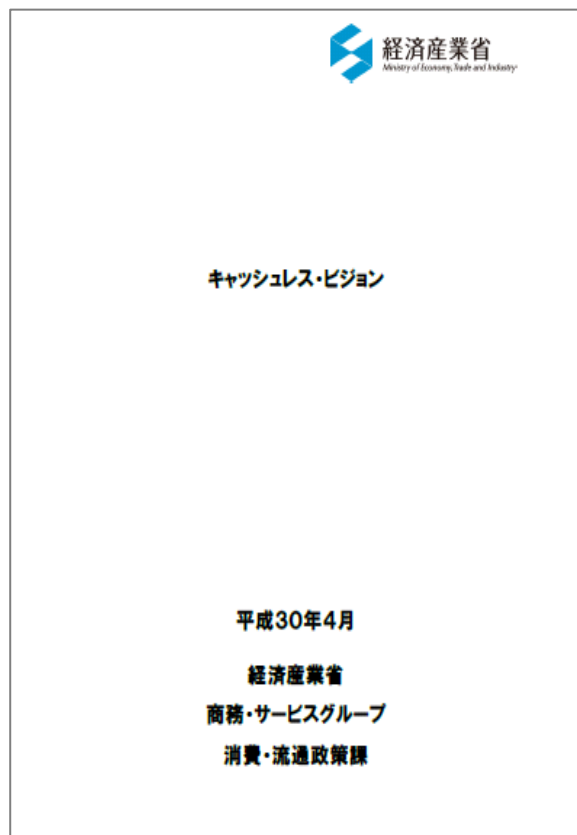 経済産業省
Ministry of Economy, Trade and Industry
キャッシュレス・ビジョン
平成30年4月
経済産業省
商務・サービスグループ
消費・流通政策課